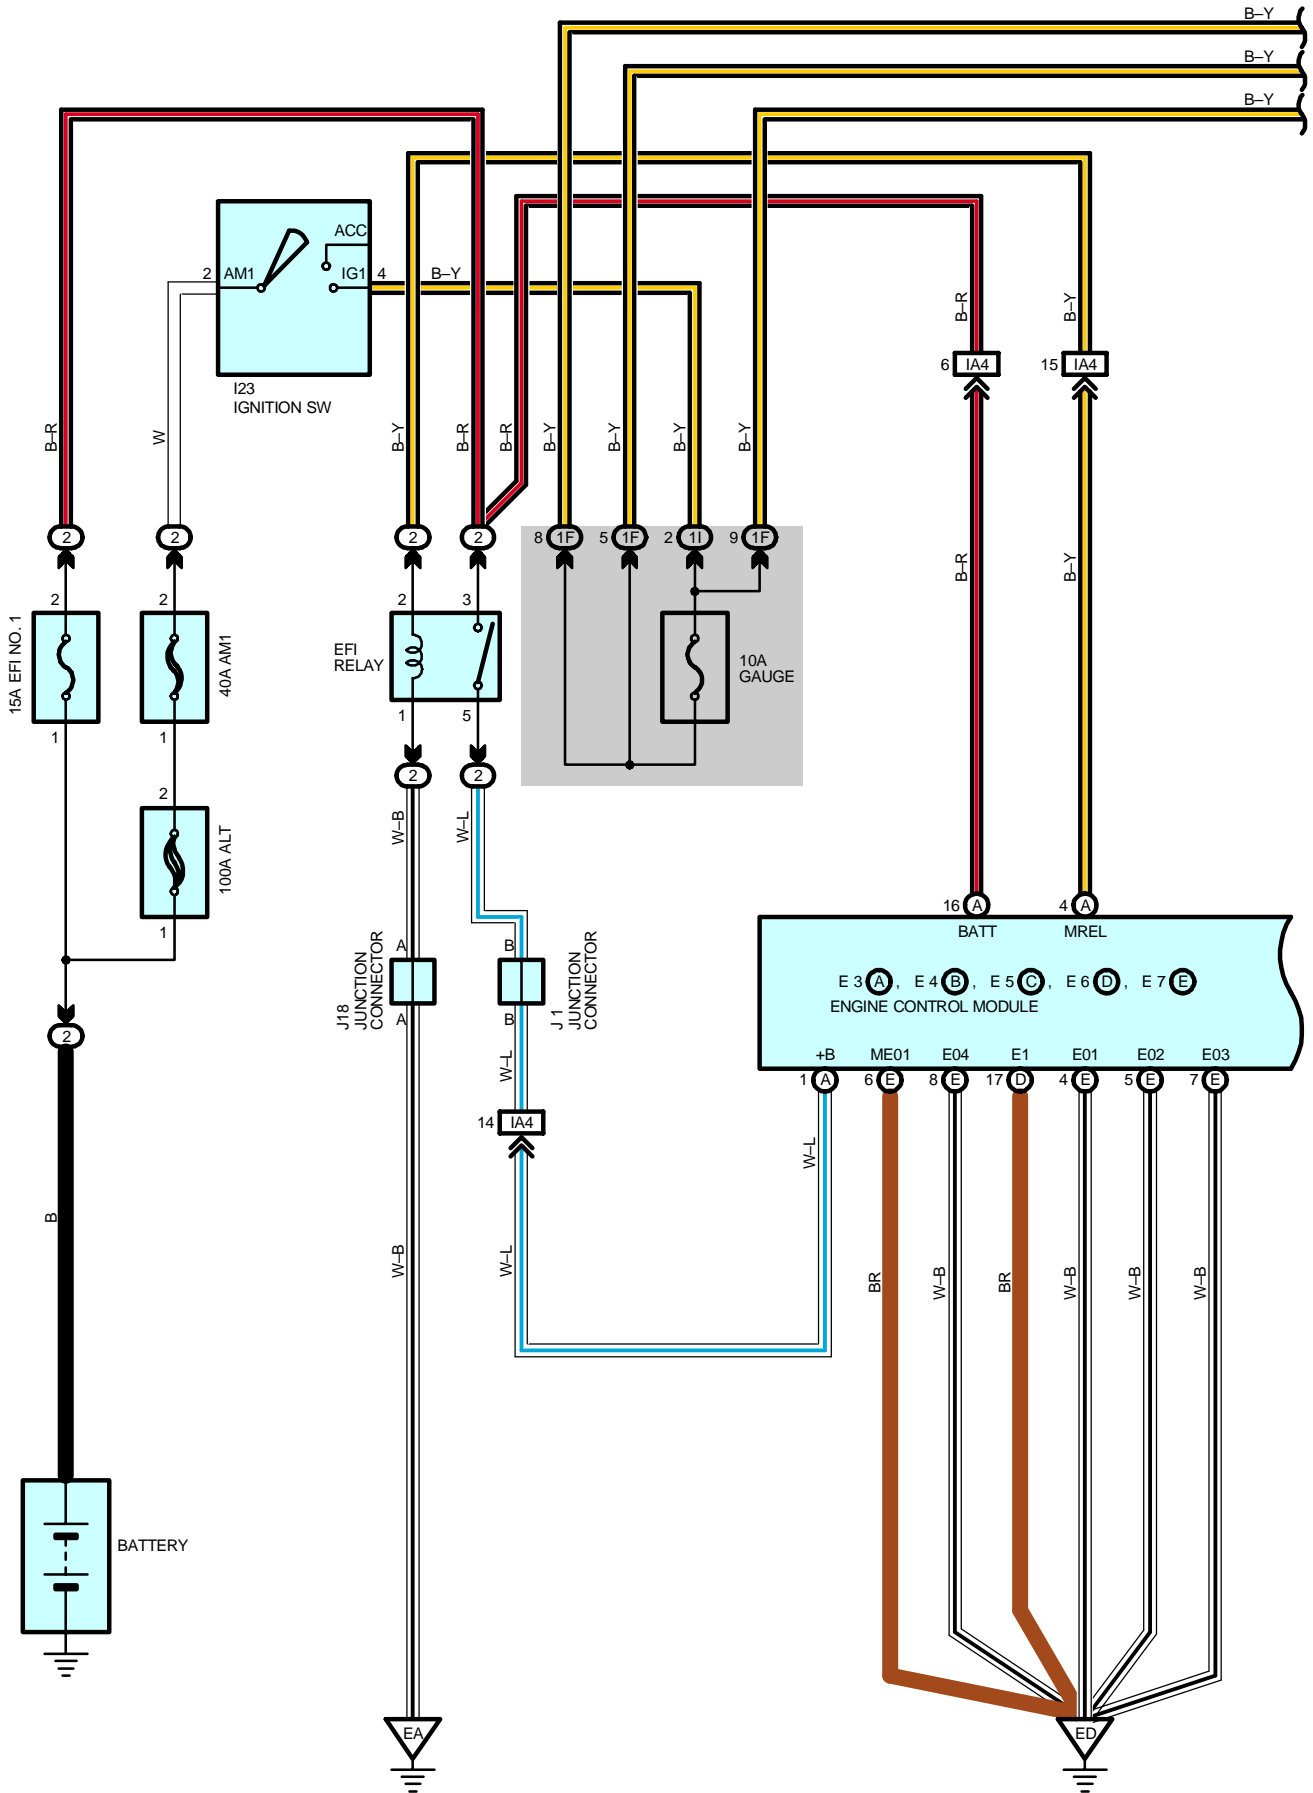 B–Y
B–Y
B–Y
ACC
2 AM1
IG1 4
B–Y
I23
IGNITION SW
B–R
B–Y
6 IA4
15 IA4
B–R
W
B–Y
B–R
B–R
B–Y
B–Y
B–Y
B–Y
2
2
2
2
8 1F
5 1F
2 1I
9 1F
B–R
B–Y
2
2
2
3
15A EFI NO. 1
40A AM1
EFI
RELAY
10A
GAUGE
1
1
1
5
2
2
2
100A ALT
W–B
W–L
1
16 A
4 A
BATT
MREL
A
B
J18
JUNCTION
CONNECTOR
J 1
JUNCTION
CONNECTOR
E 3 A , E 4 B , E 5 C , E 6 D , E 7 E
ENGINE CONTROL MODULE
A
B
2
W–L
+B
ME01
E04
E1
E01
E02
E03
1 A
6 E
8 E
17 D
4 E
5 E
7 E
14 IA4
W–L
B
W–B
W–L
BR
W–B
BR
W–B
W–B
W–B
BATTERY
EA
ED